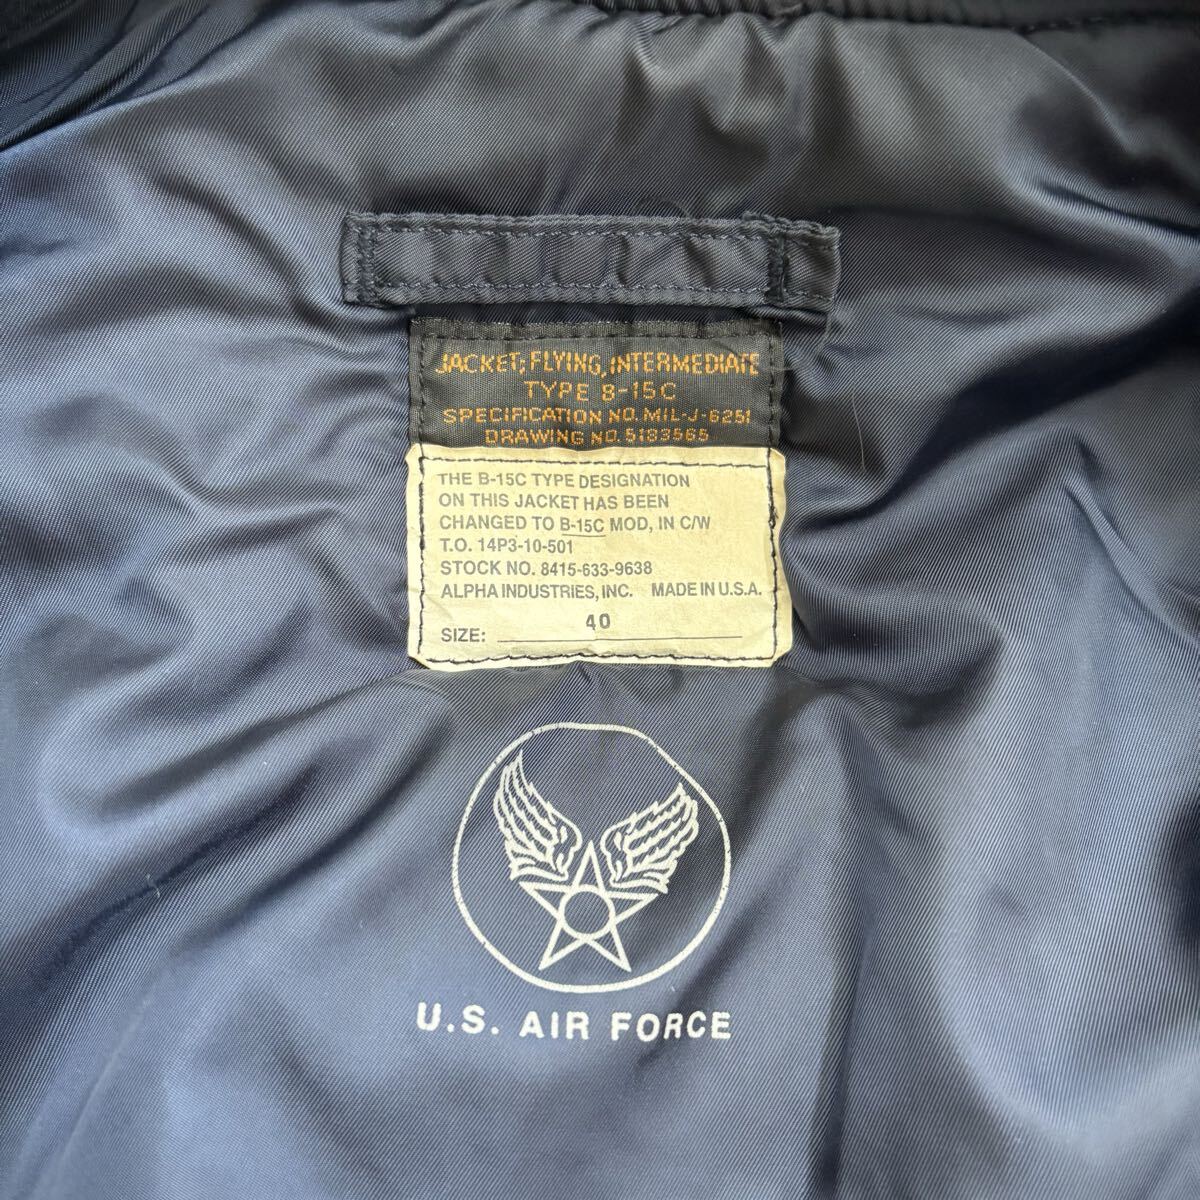 JACKET; FLYING, INTERMEDIATE
TYPE B-15C
SPECIFICATION NO. MIL-J-6251
DRAWING NO. 5183565
THE B-15C TYPE DESIGNATION
ON THIS JACKET HAS BEEN
CHANGED TO B-15C MOD, IN C/W
T.O. 14P3-10-501
STOCK NO. 8415-633-9638
ALPHA INDUSTRIES, INC. MADE IN U.S.A.
SIZE: 40
U.S. AIR FORCE